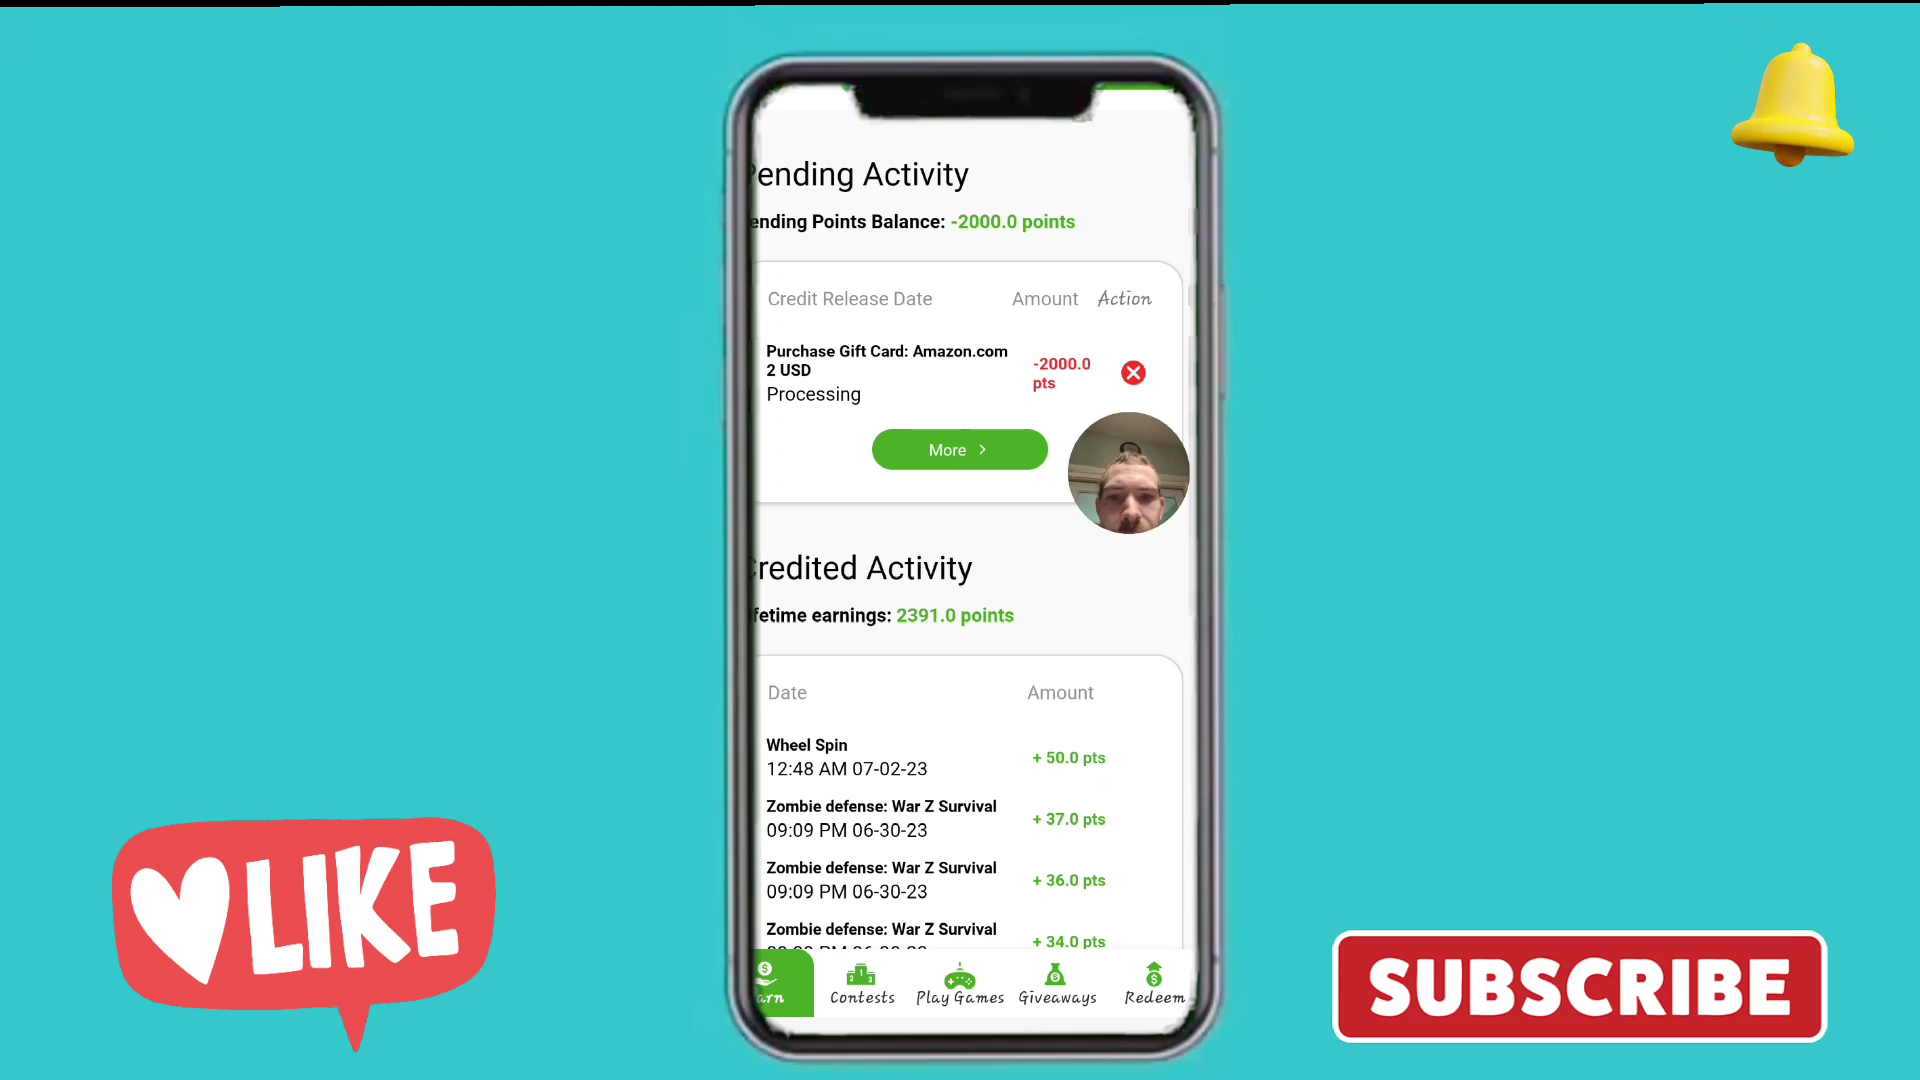 Pending Activity
ending Points Balance: -2000.0 points
Credit Release Date Amount Action
Purchase Gift Card: Amazon.com
2 USD
-2000.0
pts
Processing
More >
Credited Activity
ifetime earnings: 2391.0 points
Date Amount
Wheel Spin
12:48 AM 07-02-23
+ 50.0 pts
Zombie defense: War Z Survival
09:09 PM 06-30-23
+ 37.0 pts
Zombie defense: War Z Survival
09:09 PM 06-30-23
+ 36.0 pts
Zombie defense: War Z Survival
+ 34.0 pts
arn Contests Play Games Giveaways Redeem
LIKE
SUBSCRIBE